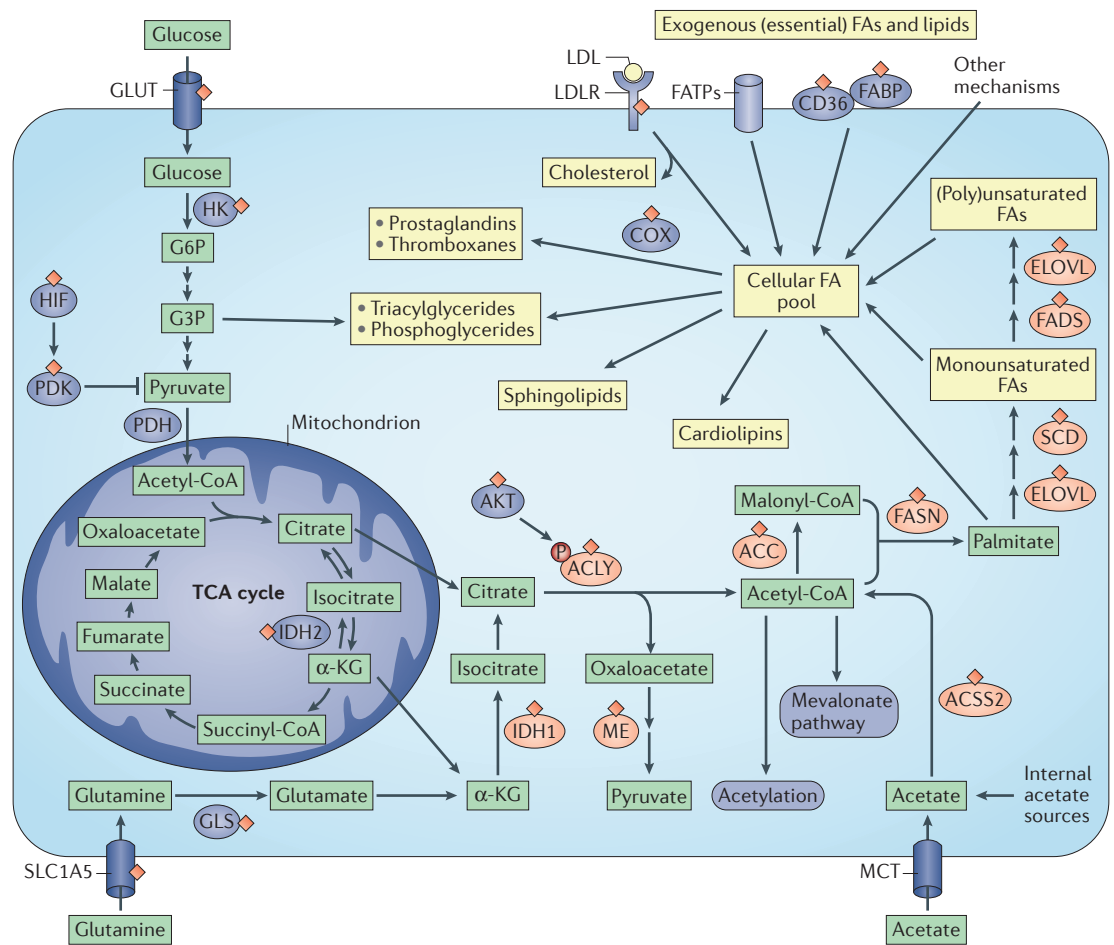 Glucose
GLUT
Glucose
HK
G6P
HIF
G3P
PDK
Pyruvate
PDH
Exogenous (essential) FAs and lipids
LDL
LDLR
FATPs
CD36
FABP
Other
mechanisms
Cholesterol
• Prostaglandins
• Thromboxanes
COX
(Poly)unsaturated
FAs
ELOVL
FADS
Cellular FA
pool
• Triacylglycerides
• Phosphoglycerides
Monounsaturated
FAs
Sphingolipids
Cardiolipins
SCD
ELOVL
Mitochondrion
Acetyl-CoA
Oxaloacetate
Citrate
Malate
TCA cycle
Isocitrate
Fumarate
IDH2
α-KG
Succinate
Succinyl-CoA
AKT
P
ACLY
Malonyl-CoA
FASN
ACC
Palmitate
Citrate
Acetyl-CoA
Isocitrate
Oxaloacetate
IDH1
ME
Mevalonate
pathway
ACSS2
Glutamine
GLS
Glutamate
α-KG
Pyruvate
Acetylation
Acetate
Internal
acetate
sources
SLC1A5
MCT
Glutamine
Acetate